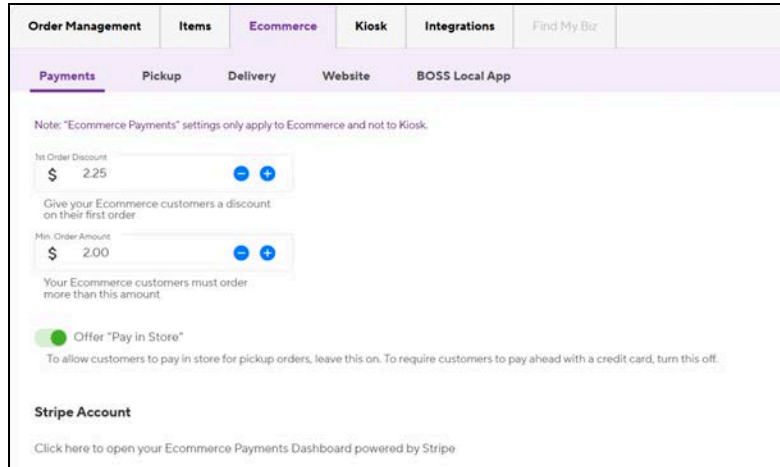 Order Management Items Ecommerce Kiosk Integrations Find My Biz
Payments Pickup Delivery Website BOSS Local App
Note: "Ecommerce Payments" settings only apply to Ecommerce and not to Kiosk.
1st Order Discount
$ 2.25
Give your Ecommerce customers a discount
on their first order
Min. Order Amount
$ 2.00
Your Ecommerce customers must order
more than this amount
Offer "Pay in Store"
To allow customers to pay in store for pickup orders, leave this on. To require customers to pay ahead with a credit card, turn this off.
Stripe Account
Click here to open your Ecommerce Payments Dashboard powered by Stripe